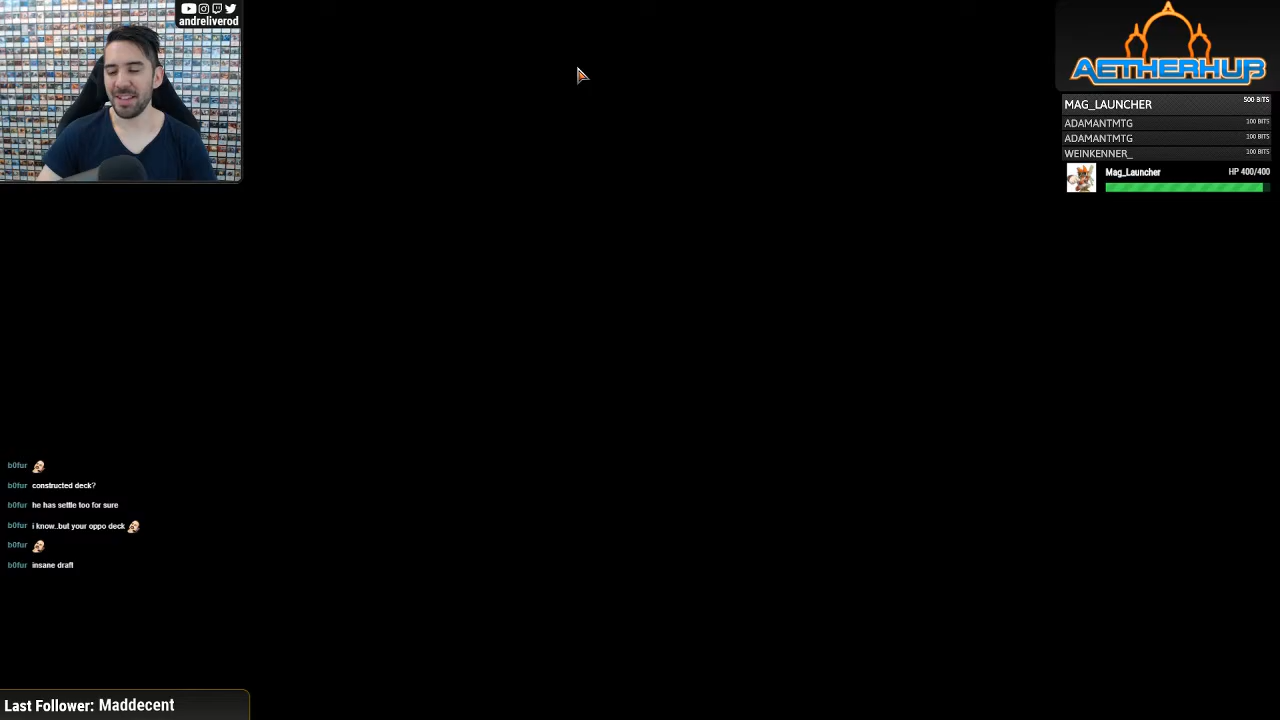 andreliverod
AETHERHUB
MAG_LAUNCHER 500 BITS
ADAMANTMTG 100 BITS
ADAMANTMTG 100 BITS
WEINKENNER_ 100 BITS
Mag_Launcher HP 400/400
b0fur
b0fur constructed deck?
b0fur he has settle too for sure
b0fur i know..but your oppo deck
b0fur
b0fur insane draft
Last Follower: Maddecent